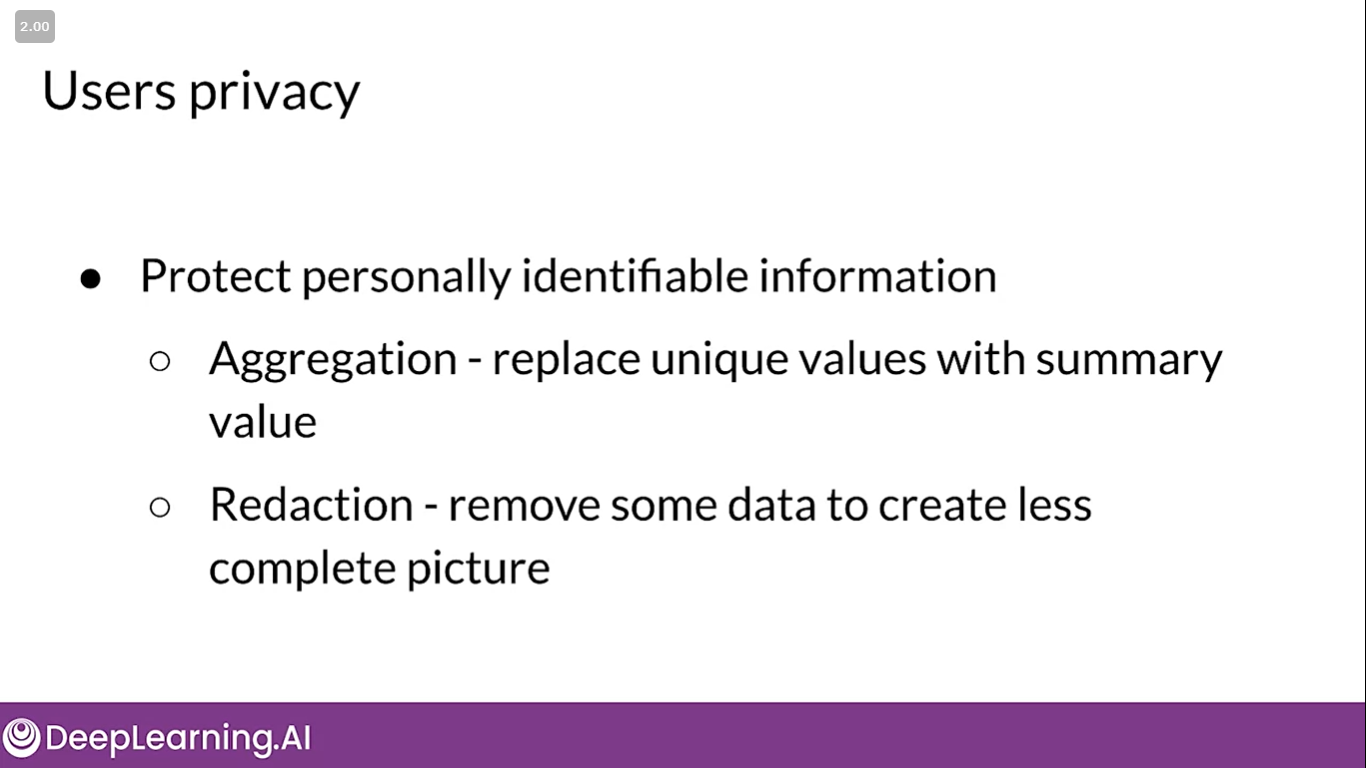 2.00
Users privacy
● Protect personally identifiable information
○ Aggregation - replace unique values with summary
value
○ Redaction - remove some data to create less
complete picture
DeepLearning.AI